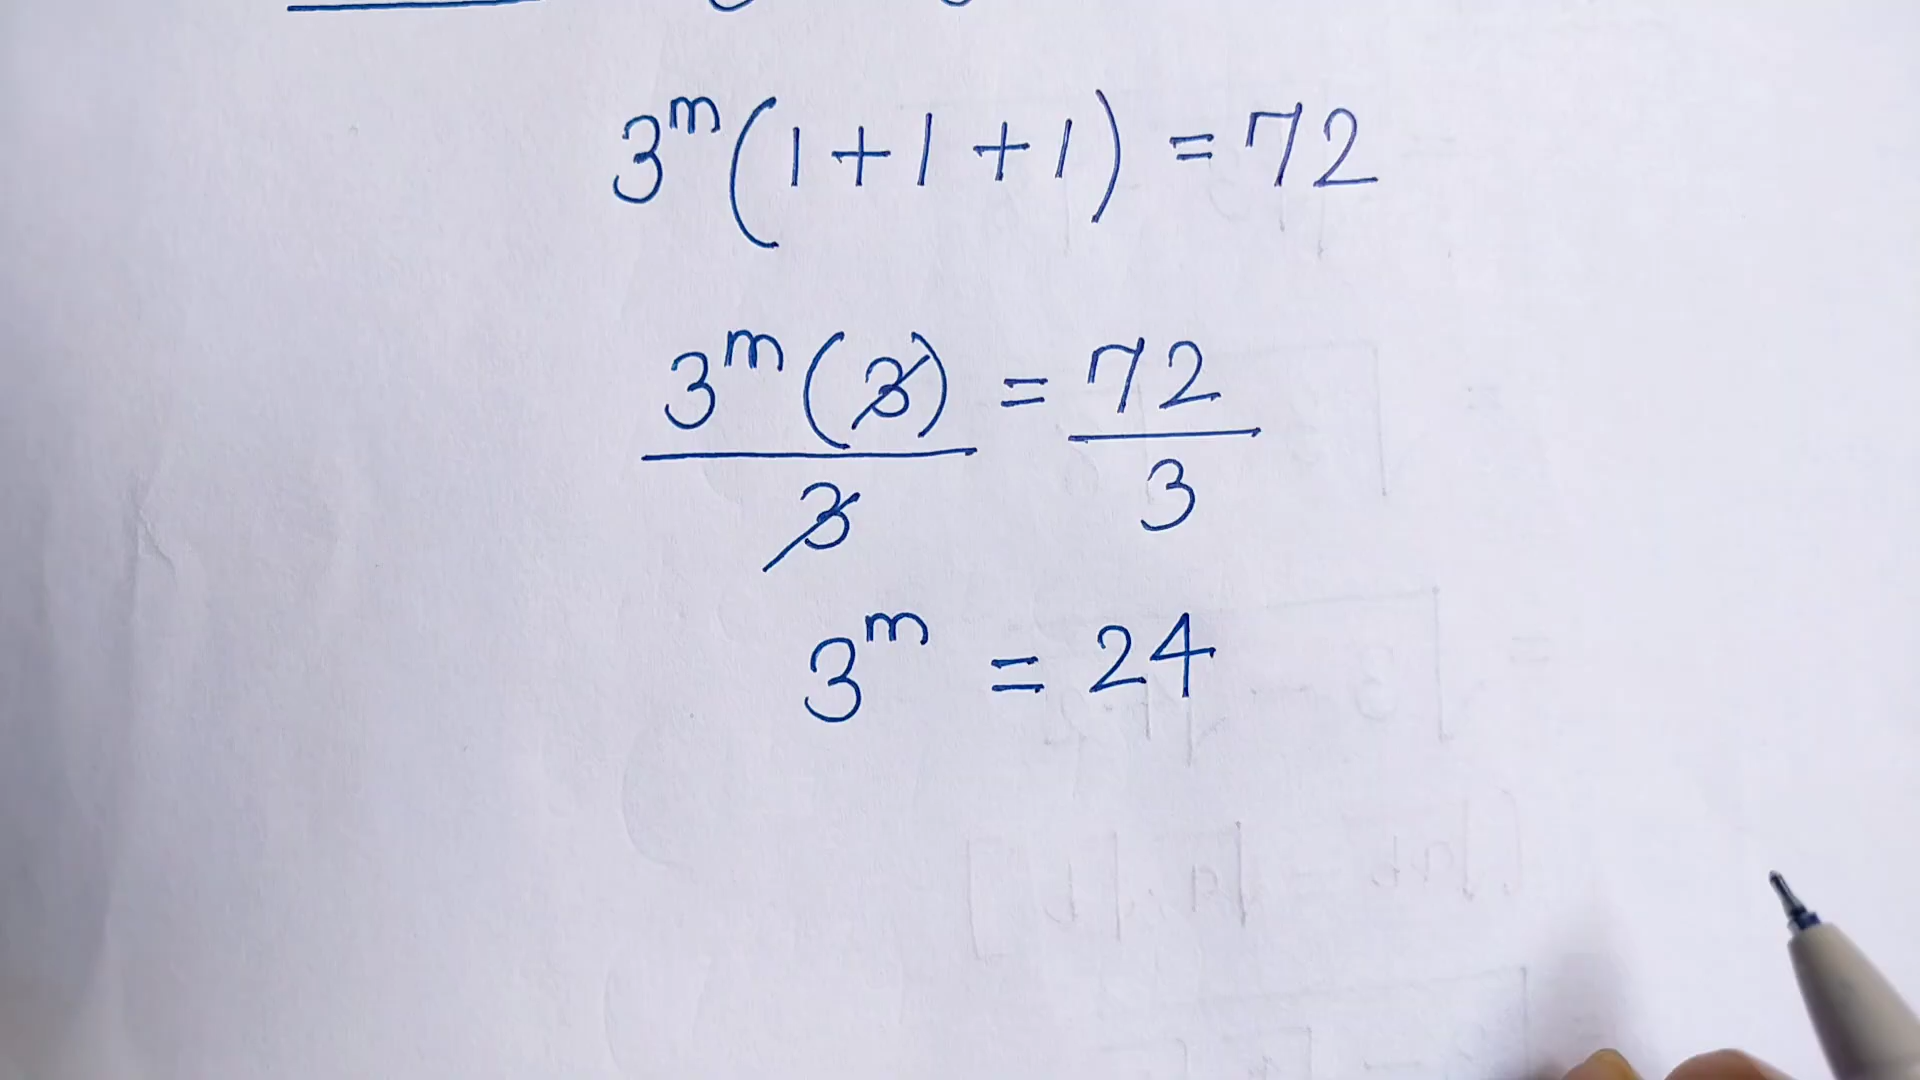 3^m(1+1+1) = 72
3^m(3)/3 = 72/3
3^m = 24